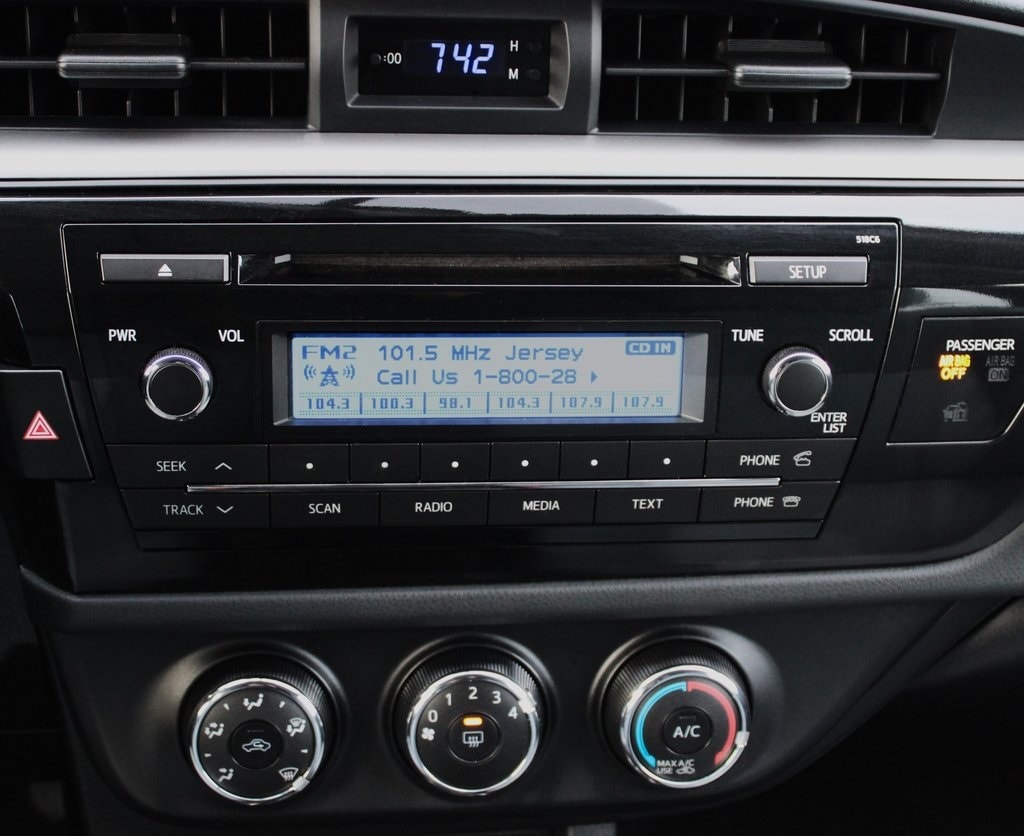 :00 742 H
M
518C6
SETUP
PWR VOL
TUNE SCROLL
FM2 101.5 MHz Jersey CD IN
Call Us 1-800-28
104.3 100.3 98.1 104.3 107.9 107.9
ENTER
LIST
PASSENGER
AIR BAG OFF
AIR BAG ON
SEEK
PHONE
TRACK SCAN RADIO MEDIA TEXT PHONE
0 1 2 3 4
A/C
MAX A/C
USE